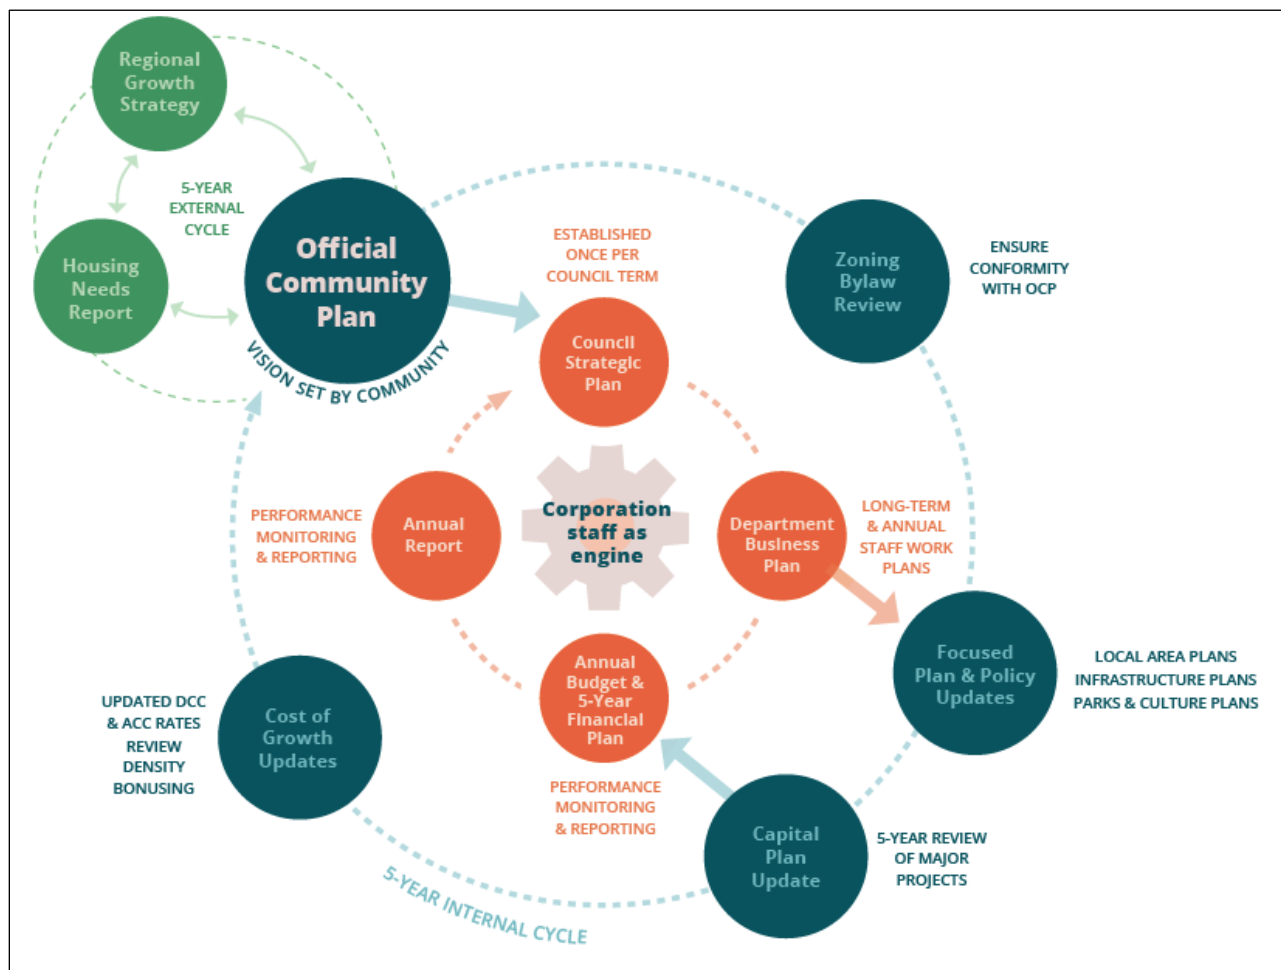 Regional
Growth
Strategy
5-YEAR
EXTERNAL
CYCLE
Housing
Needs
Report
Official
Community
Plan
VISION SET BY COMMUNITY
ESTABLISHED
ONCE PER
COUNCIL TERM
Council
Strategic
Plan
Zoning
Bylaw
Review
ENSURE
CONFORMITY
WITH OCP
PERFORMANCE
MONITORING
& REPORTING
Annual
Report
Corporation
staff as
engine
Department
Business
Plan
LONG-TERM
& ANNUAL
STAFF WORK
PLANS
Focused
Plan & Policy
Updates
LOCAL AREA PLANS
INFRASTRUCTURE PLANS
PARKS & CULTURE PLANS
Annual
Budget &
5-Year
Financial
Plan
PERFORMANCE
MONITORING
& REPORTING
UPDATED DCC
& ACC RATES
REVIEW
DENSITY
BONUSING
Cost of
Growth
Updates
Capital
Plan
Update
5-YEAR REVIEW
OF MAJOR
PROJECTS
5-YEAR INTERNAL CYCLE